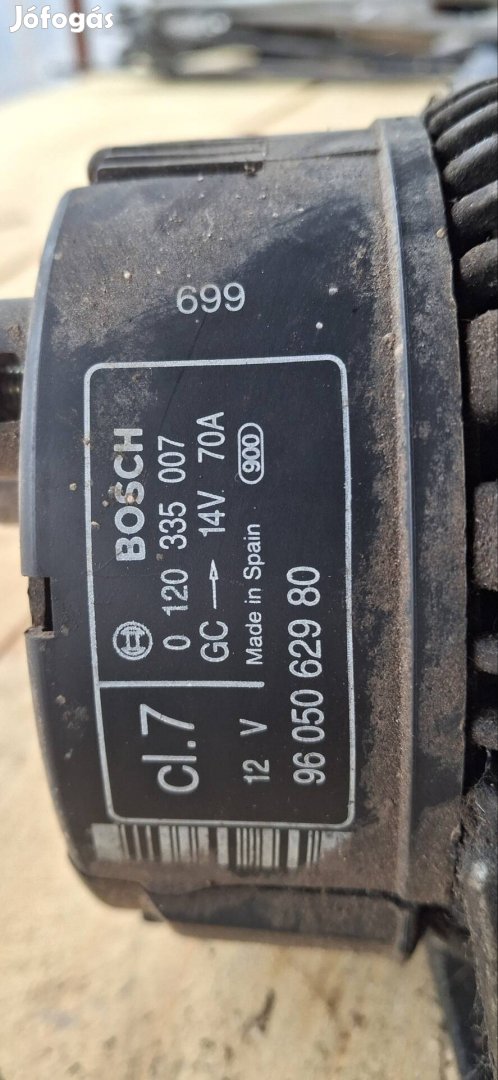 Jófogás
699
BOSCH
0 120 335 007
GC → 14V 70A
Made in Spain 900
cl.7
12 V
96 050 629 80